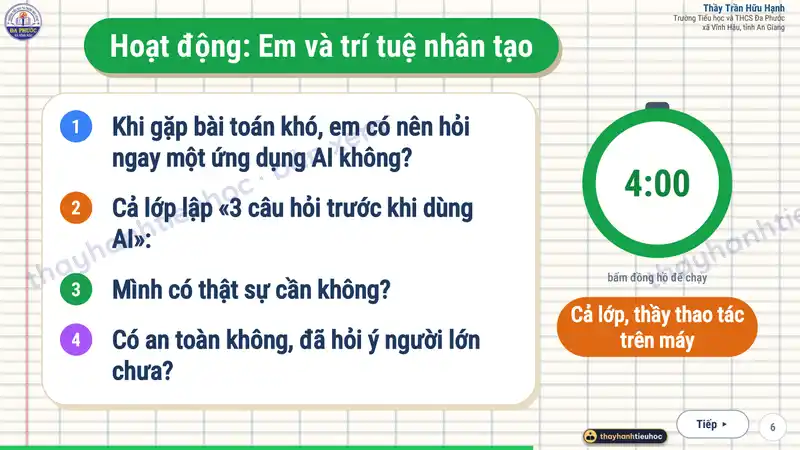 Thầy Trần Hữu Hạnh
Trường Tiểu học và THCS Đa Phước
xã Vĩnh Hậu, tỉnh An Giang
ĐA PHƯỚC
Hoạt động: Em và trí tuệ nhân tạo
1 Khi gặp bài toán khó, em có nên hỏi
ngay một ứng dụng AI không?
2 Cả lớp lập «3 câu hỏi trước khi dùng
AI»:
3 Mình có thật sự cần không?
4 Có an toàn không, đã hỏi ý người lớn
chưa?
4:00
bấm đồng hồ để chạy
Cả lớp, thầy thao tác
trên máy
thayhanhtieuhoc
Tiếp ▸
6